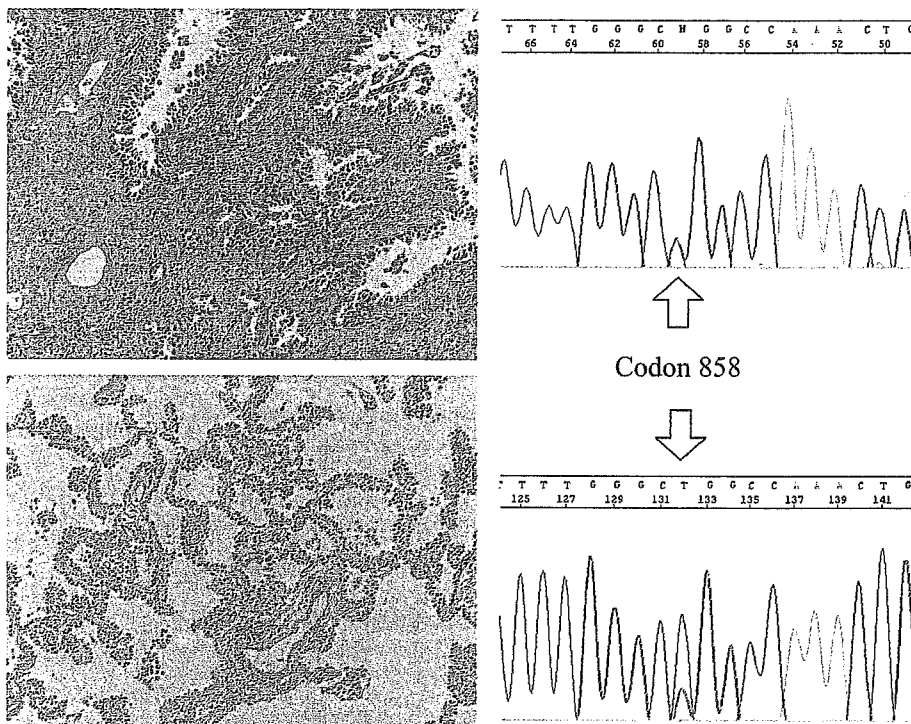 T T T T G G G C N G G C C A A A C T
66 64 62 60 58 56 54 52 50
Codon 858
T T T G G G C T G G C C A A A C T G
125 127 129 131 133 135 137 139 141